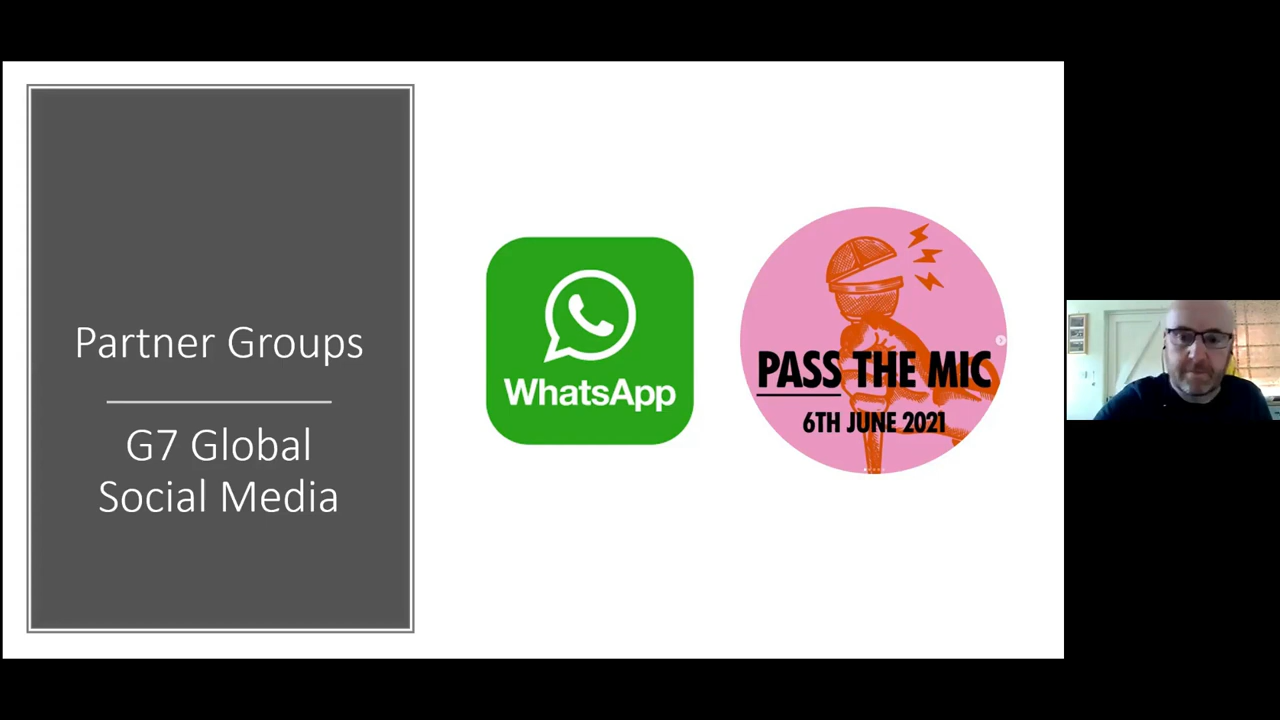 Partner Groups
G7 Global
Social Media
WhatsApp
PASS THE MIC
6TH JUNE 2021